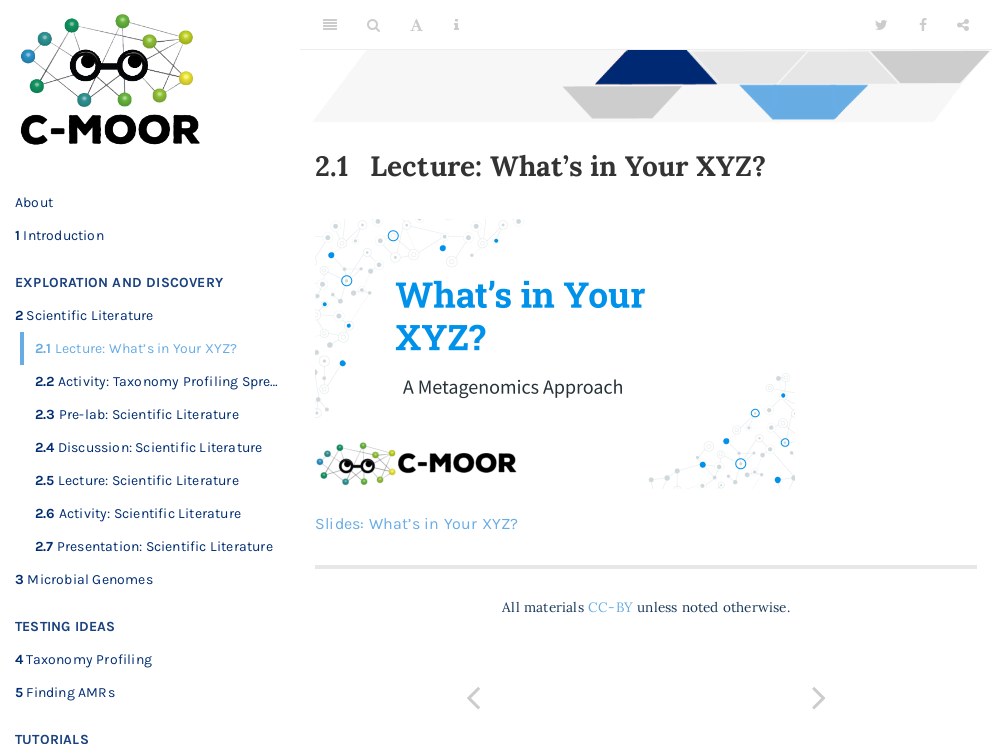 C-MOOR
About
1 Introduction
EXPLORATION AND DISCOVERY
2 Scientific Literature
2.1 Lecture: What's in Your XYZ?
2.2 Activity: Taxonomy Profiling Spre...
2.3 Pre-lab: Scientific Literature
2.4 Discussion: Scientific Literature
2.5 Lecture: Scientific Literature
2.6 Activity: Scientific Literature
2.7 Presentation: Scientific Literature
3 Microbial Genomes
TESTING IDEAS
4 Taxonomy Profiling
5 Finding AMRs
TUTORIALS
2.1 Lecture: What's in Your XYZ?
What's in Your
XYZ?
A Metagenomics Approach
C-MOOR
Slides: What's in Your XYZ?
All materials CC-BY unless noted otherwise.